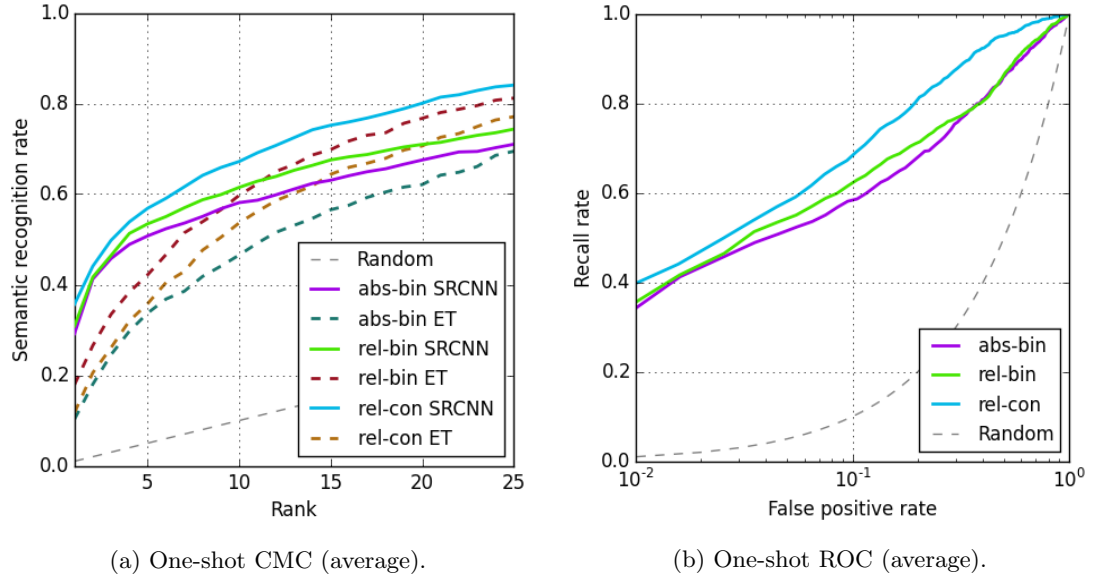 1.0
0.8
0.6
0.4
0.2
0.0
Semantic recognition rate
5
10
15
20
25
Rank
Random
abs-bin SRCNN
abs-bin ET
rel-bin SRCNN
rel-bin ET
rel-con SRCNN
rel-con ET
(a) One-shot CMC (average).
1.0
0.8
0.6
0.4
0.2
0.0
Recall rate
10⁻²
10⁻¹
10⁰
False positive rate
abs-bin
rel-bin
rel-con
Random
(b) One-shot ROC (average).